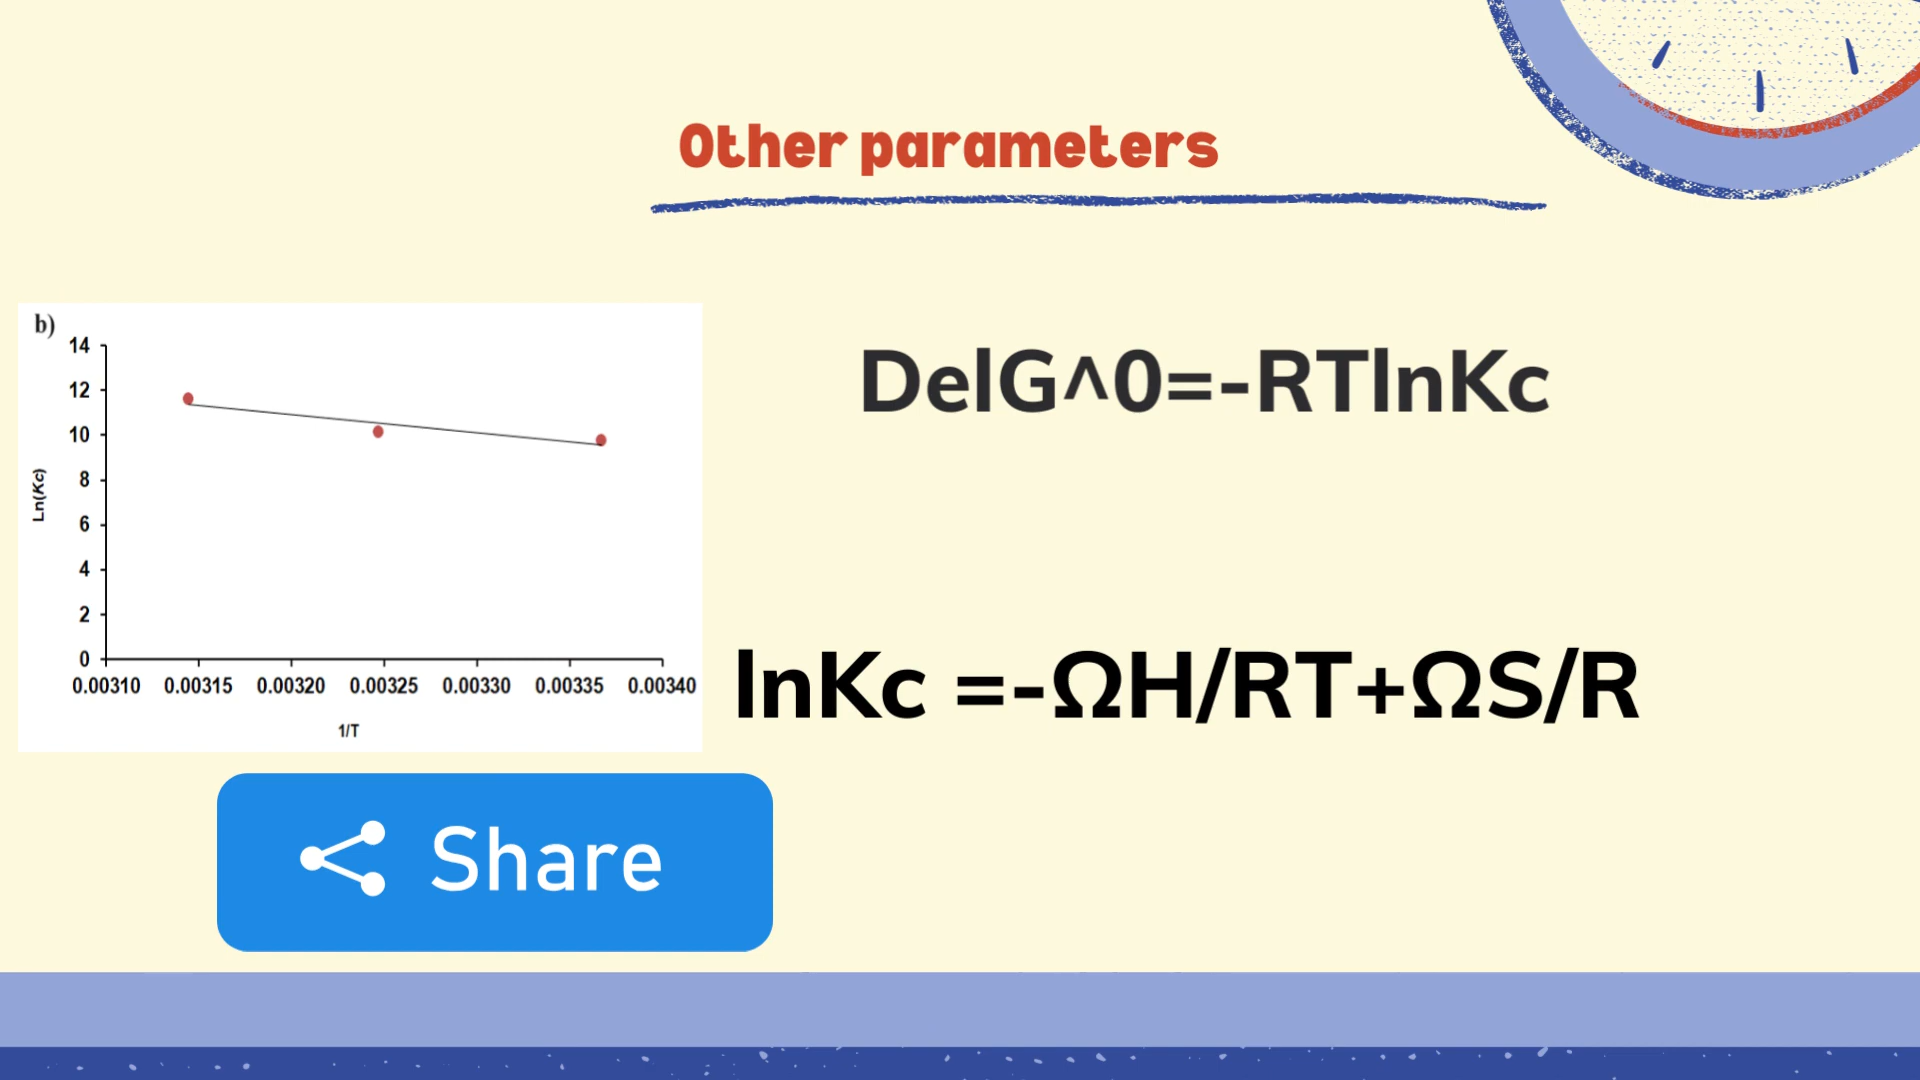 Other parameters
b)
14
12
10
8
6
4
2
0
Ln(Kc)
0.00310 0.00315 0.00320 0.00325 0.00330 0.00335 0.00340
1/T
DelG^0=-RTlnKc
lnKc =-ΩH/RT+ΩS/R
Share